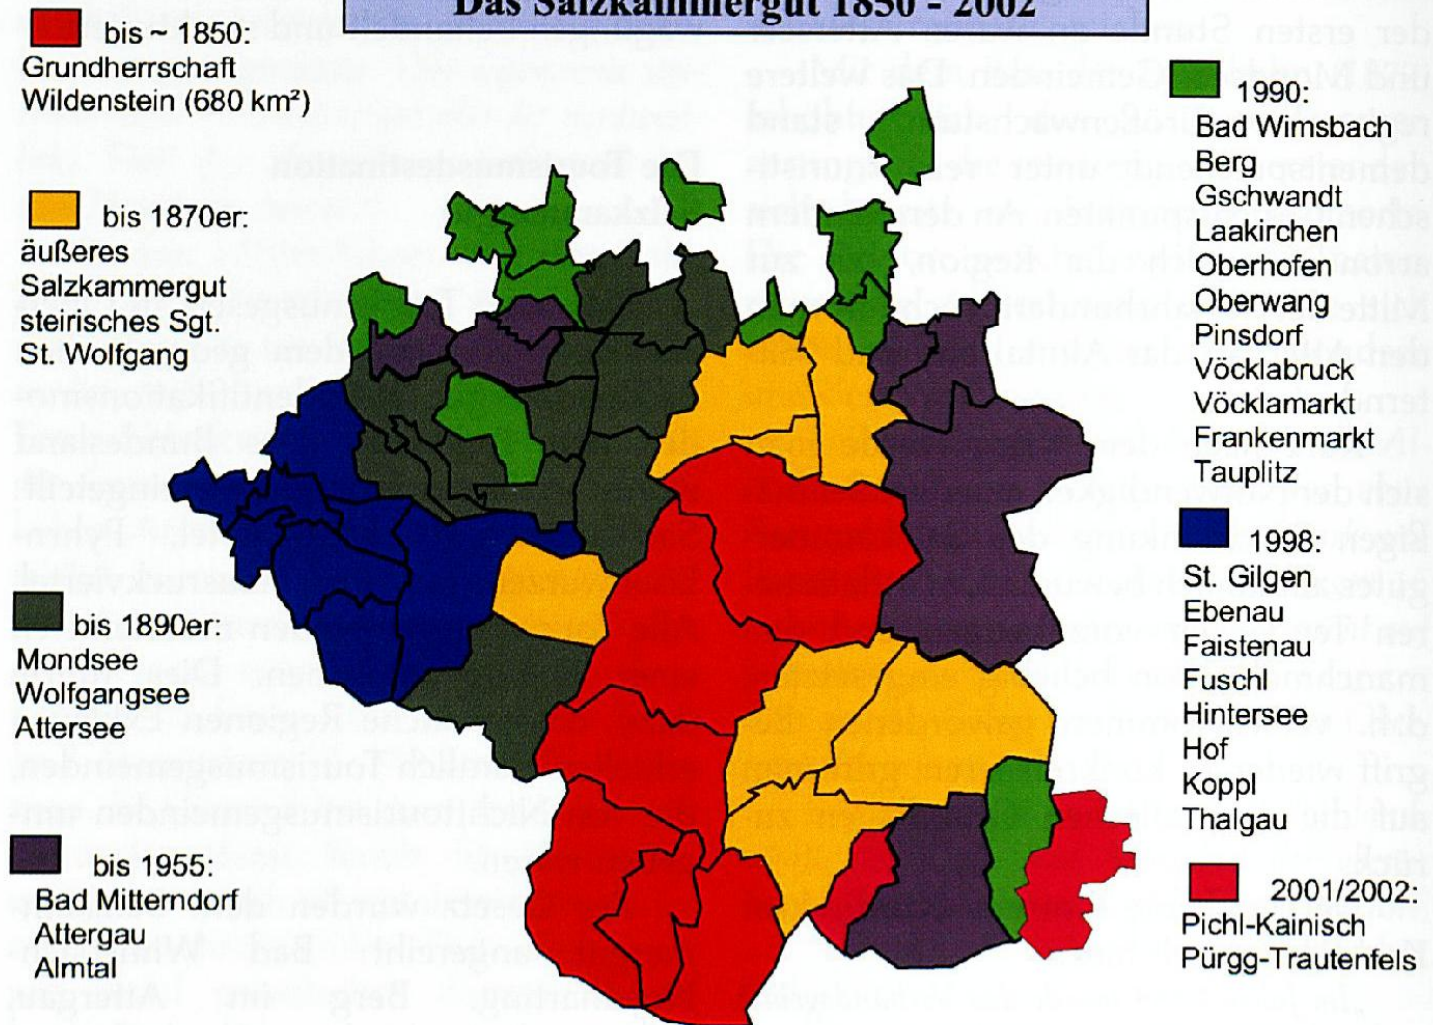 Das Salzkammergut 1850 - 2002
bis ~ 1850:
Grundherrschaft
Wildenstein (680 km²)
bis 1870er:
äußeres
Salzkammergut
steirisches Sgt.
St. Wolfgang
bis 1890er:
Mondsee
Wolfgangsee
Attersee
bis 1955:
Bad Mitterndorf
Attergau
Almtal
1990:
Bad Wimsbach
Berg
Gschwandt
Laakirchen
Oberhofen
Oberwang
Pinsdorf
Vöcklabruck
Vöcklamarkt
Frankenmarkt
Tauplitz
1998:
St. Gilgen
Ebenau
Faistenau
Fuschl
Hintersee
Hof
Koppl
Thalgau
2001/2002:
Pichl-Kainisch
Pürgg-Trautenfels